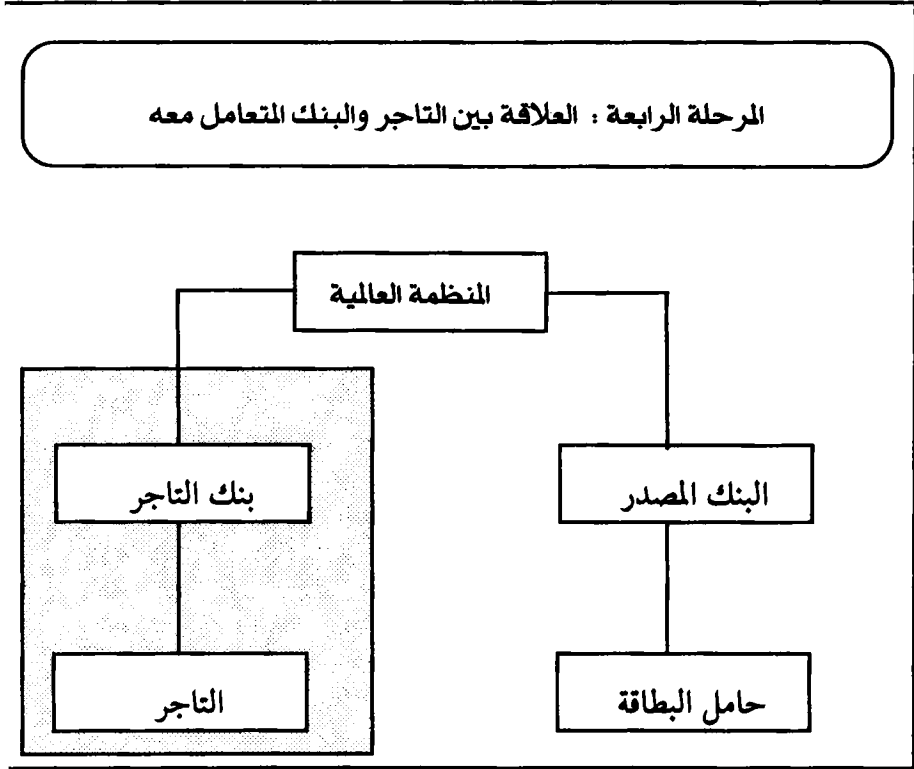 المرحلة الرابعة : العلاقة بين التاجر والبنك المتعامل معه
المنظمة العالمية
البنك المصدر
بنك التاجر
حامل البطاقة
التاجر